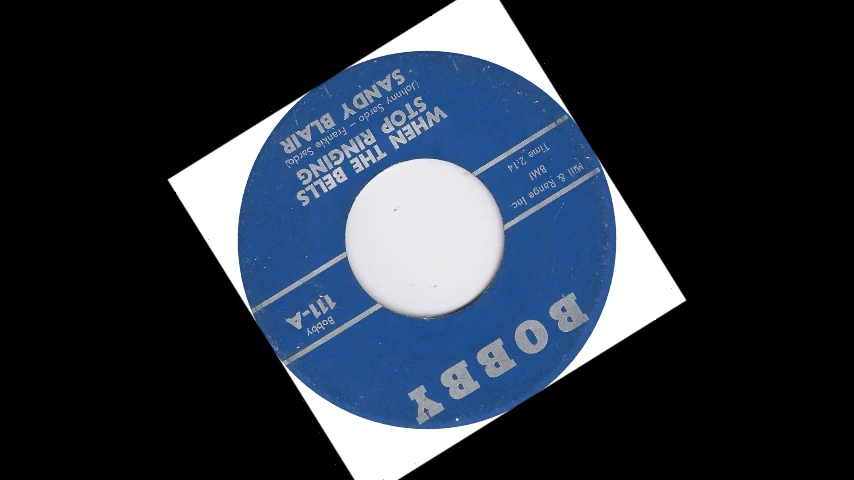 BOBBY
Hill & Range Inc.
BMI
Time 2:14
Bobby
111-A
WHEN THE BELLS
STOP RINGING
(Johnny Sardo - Frankie Sardo)
SANDY BLAIR